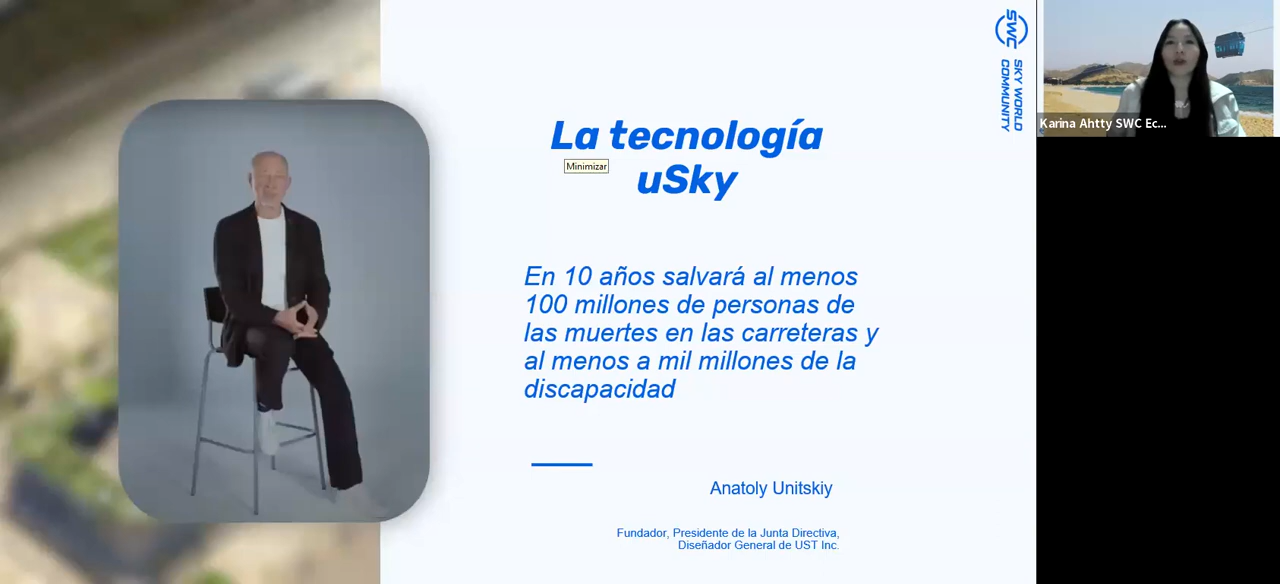 La tecnología
Minimizar
uSky
En 10 años salvará al menos
100 millones de personas de
las muertes en las carreteras y
al menos a mil millones de la
discapacidad
Anatoly Unitskiy
Fundador, Presidente de la Junta Directiva,
Diseñador General de UST Inc.
SWC
SKY WORLD
COMMUNITY
Karina Ahtty SWC Ec...